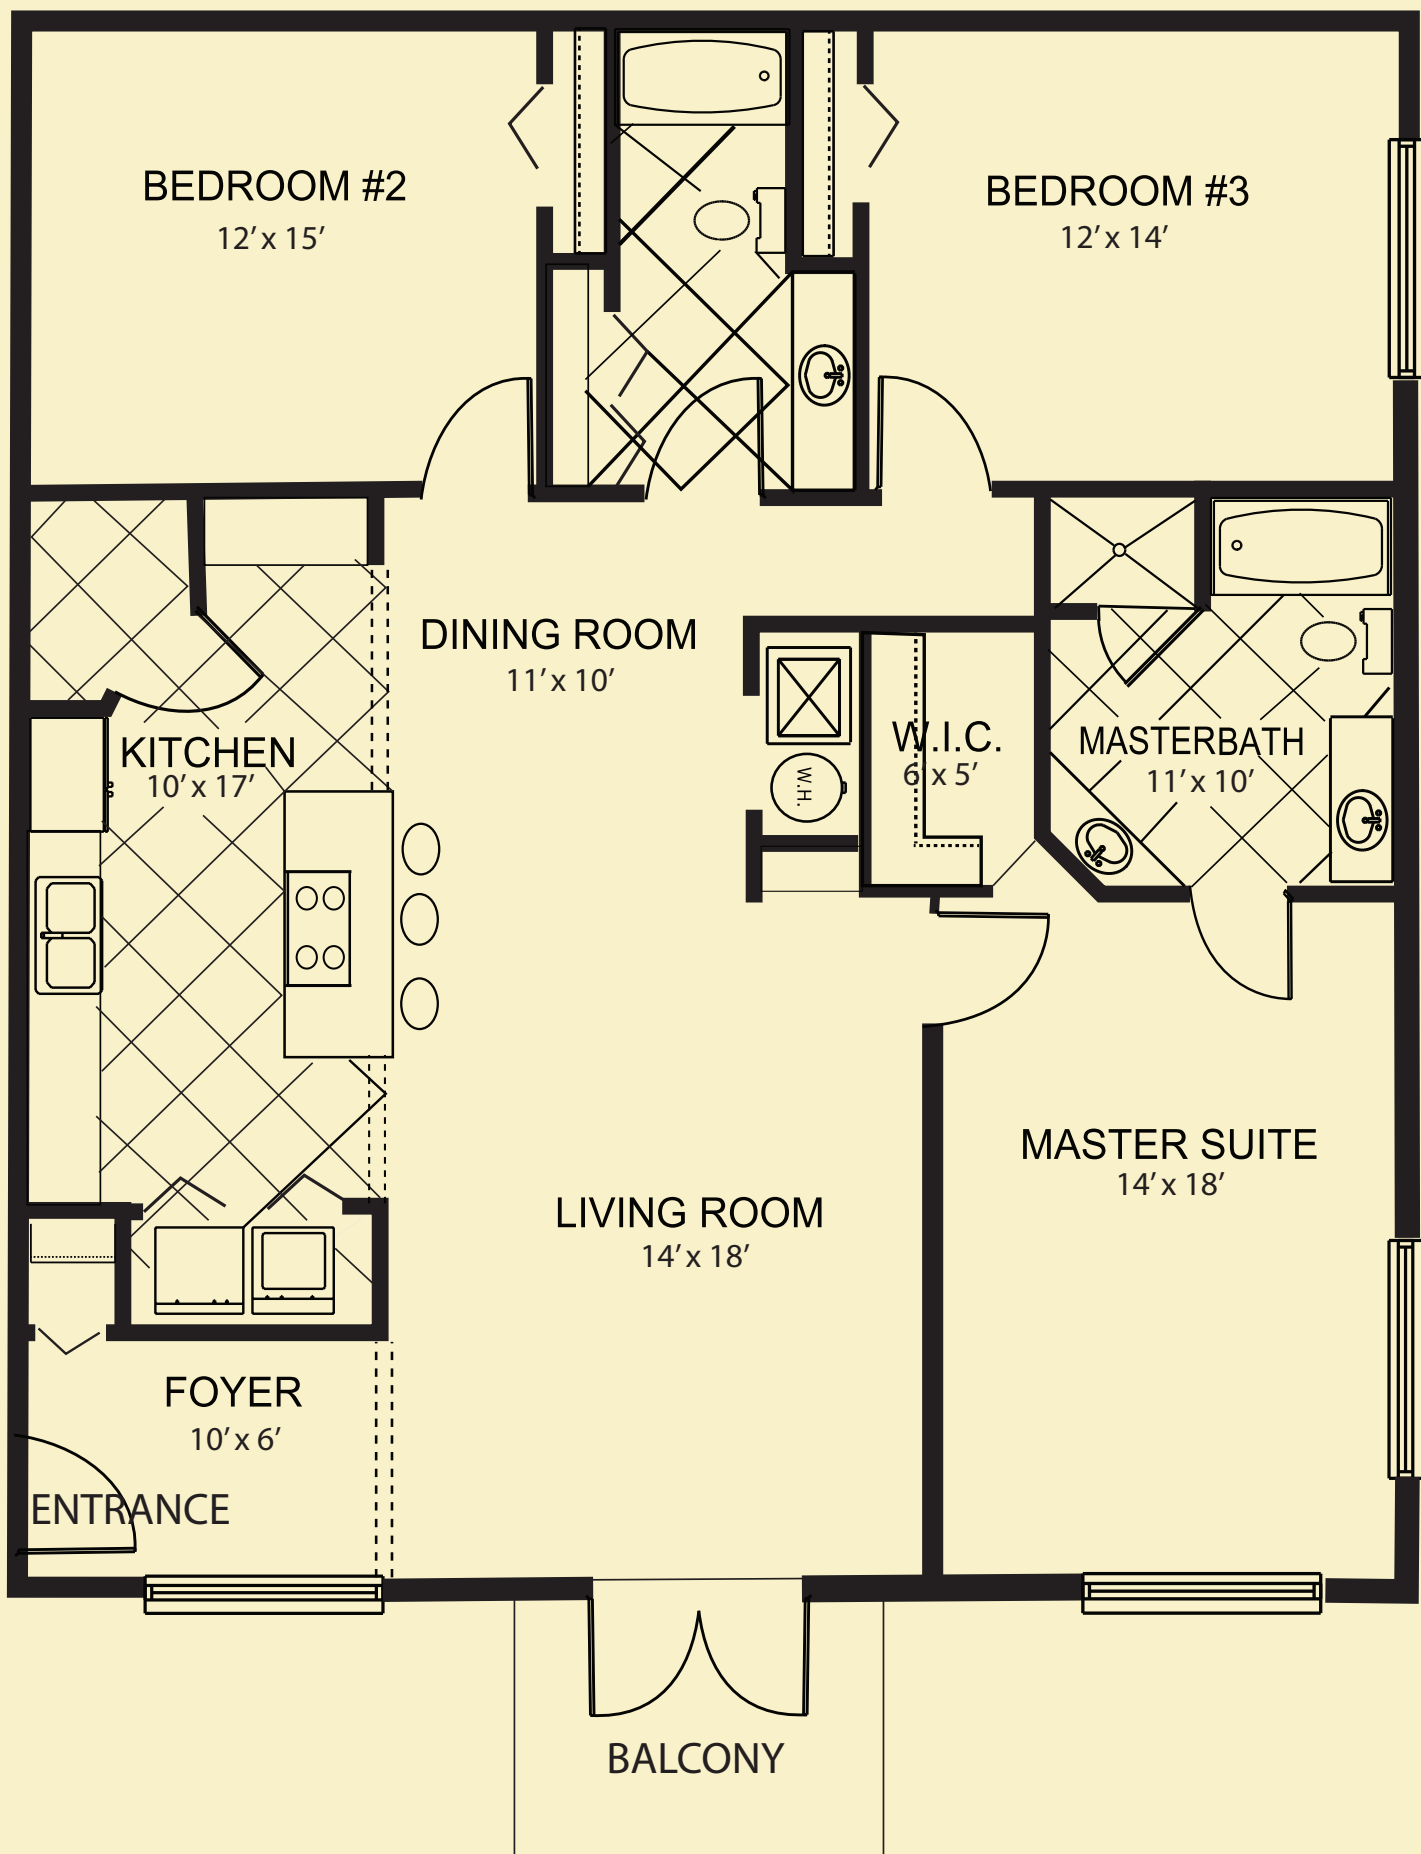 BEDROOM #2
12' x 15'
BEDROOM #3
12' x 14'
DINING ROOM
11' x 10'
KITCHEN
10' x 17'
W.H.
W.I.C.
6' x 5'
MASTERBATH
11' x 10'
MASTER SUITE
14' x 18'
LIVING ROOM
14' x 18'
FOYER
10' x 6'
ENTRANCE
BALCONY